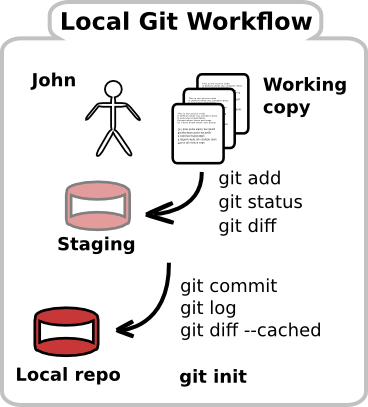 Local Git Workflow
John
Working
copy
git add
git status
git diff
Staging
git commit
git log
git diff --cached
Local repo
git init